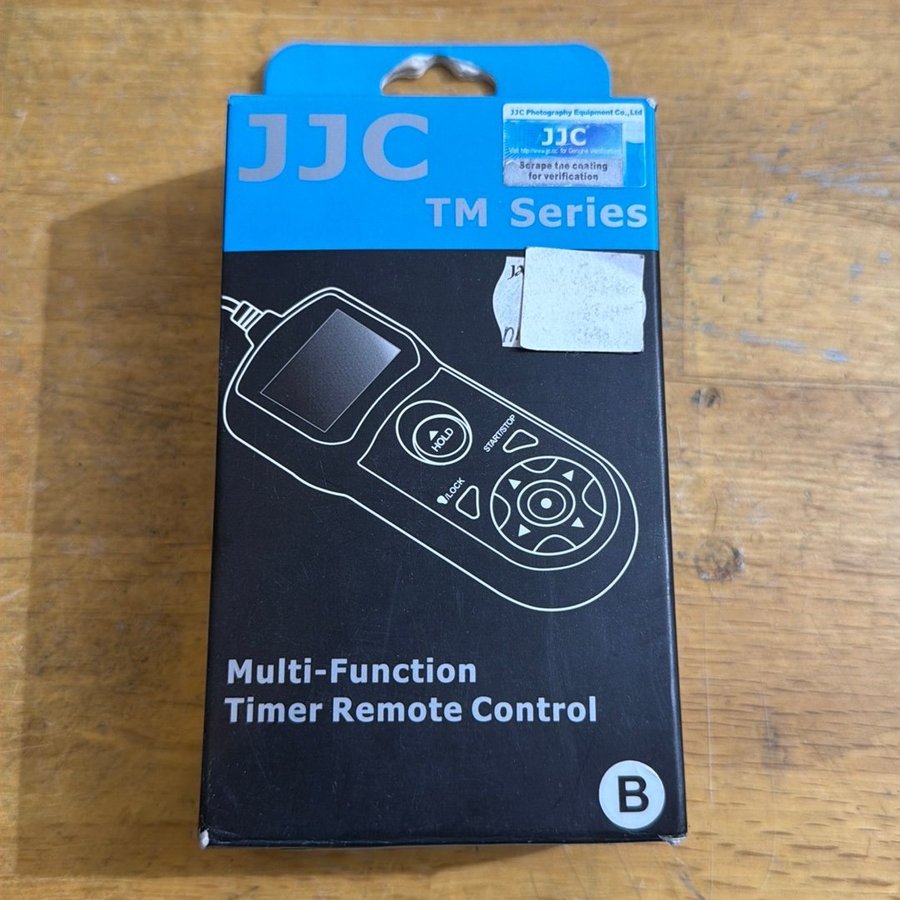 JJC
JJC Photography Equipment Co.,Ltd
JJC
Scrape the coating
for verification
TM Series
HOLD
START/STOP
/LOCK
Multi-Function
Timer Remote Control
B